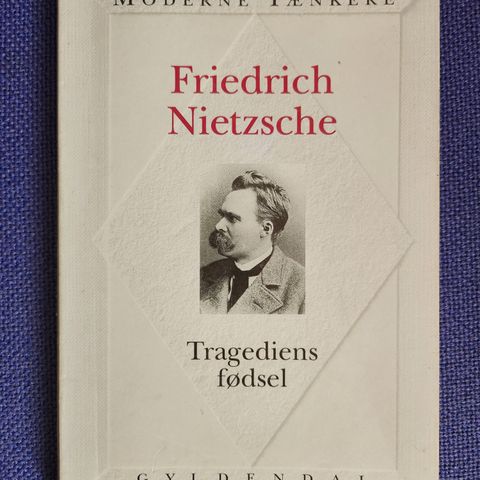 MODERNE TÆNKERE
Friedrich
Nietzsche
Tragediens
fødsel
GYLDENDAL